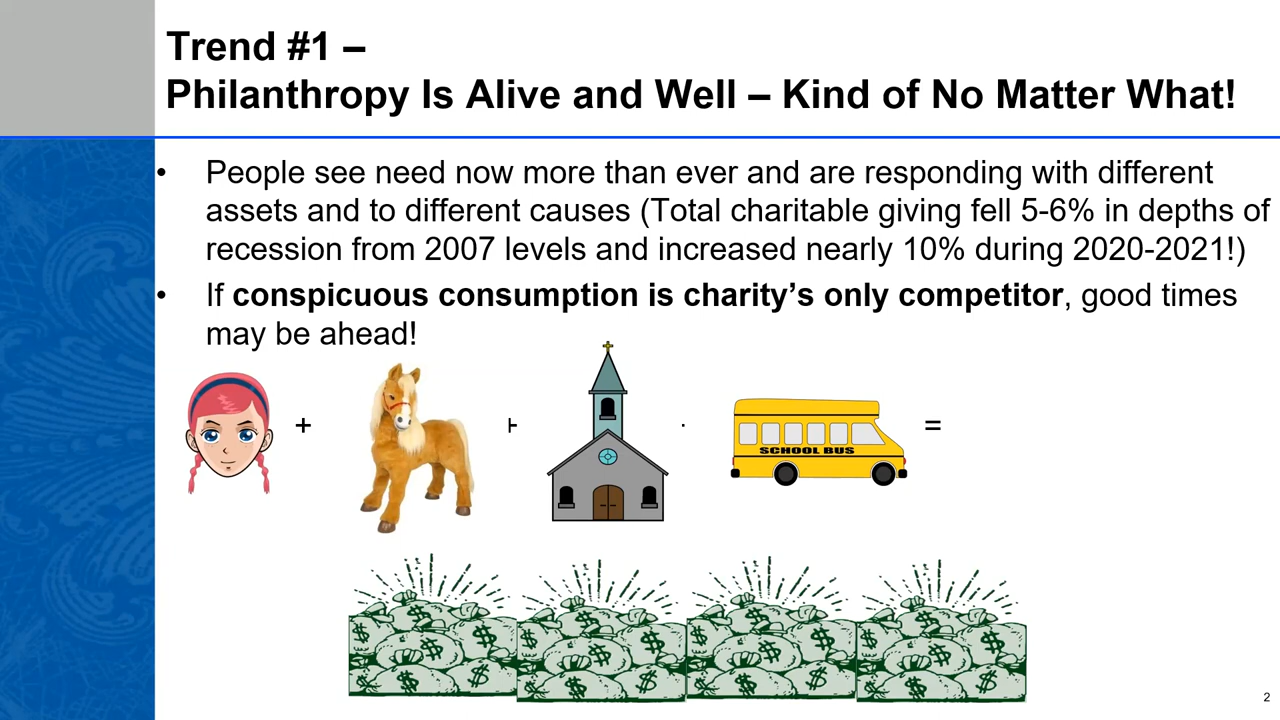 Trend #1 –
Philanthropy Is Alive and Well – Kind of No Matter What!
• People see need now more than ever and are responding with different
assets and to different causes (Total charitable giving fell 5-6% in depths of
recession from 2007 levels and increased nearly 10% during 2020-2021!)
• If conspicuous consumption is charity’s only competitor, good times
may be ahead!
+ + =
SCHOOL BUS
$ $ $ $ $ $ $ $ $ $ $ $ $ $ $ $
2